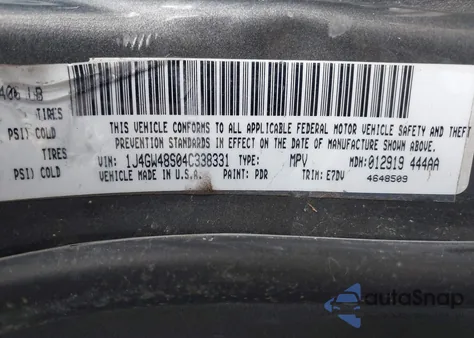 400 LB
TIRES
PSI) COLD
TIRES
PSI) COLD
THIS VEHICLE CONFORMS TO ALL APPLICABLE FEDERAL MOTOR VEHICLE SAFETY AND THEFT
PREVENTION STANDARDS IN EFFECT ON THE DATE OF MANUFACTURE SHOWN ABOVE.
VIN: 1J4GW48S04C338331 TYPE: MPV MDH: 012919 444AA
VEHICLE MADE IN U.S.A. PAINT: PDR TRIM: E7DV 4648509
autoSnap